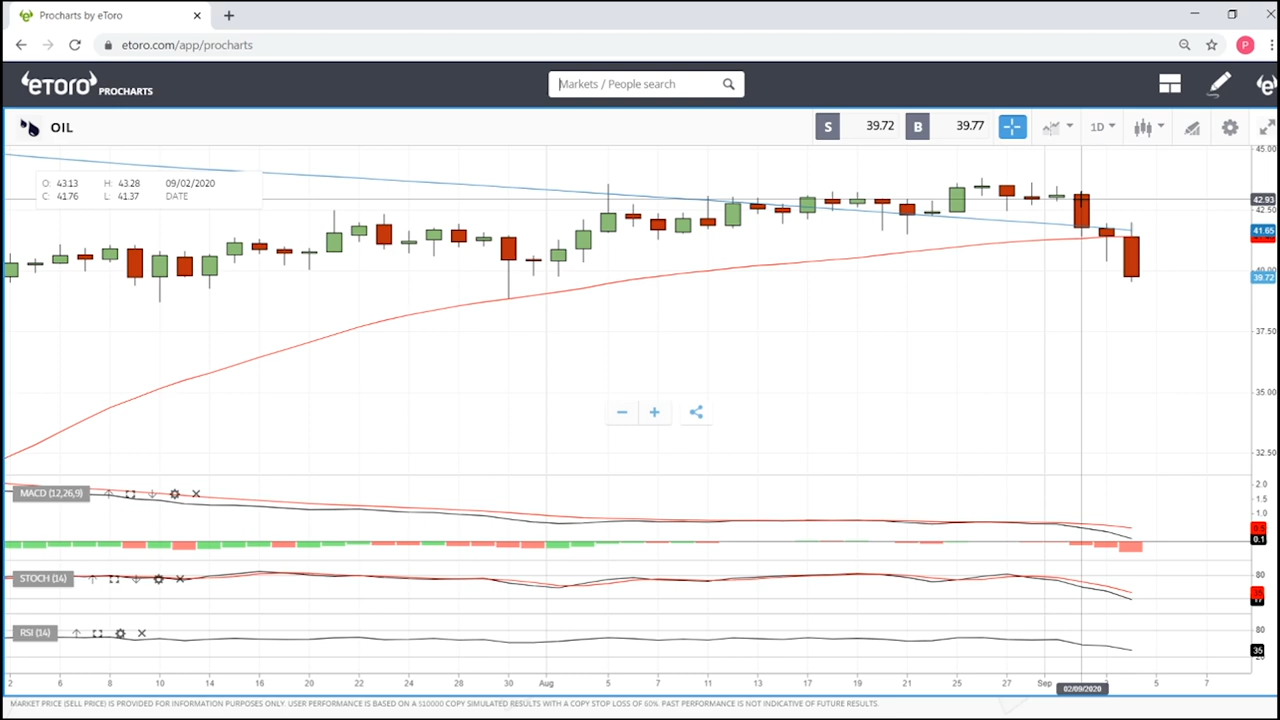 Procharts by eToro
etoro.com/app/procharts
P
eTORO PROCHARTS
Markets / People search
OIL
S 39.72 B 39.77
1D
45.00
O: 43.13 H: 43.28 09/02/2020
C: 41.76 L: 41.37 DATE
42.93
42.50
41.65
40.00
39.72
37.50
35.00
32.50
MACD (12,26,9)
2.0
1.5
1.0
0.5
0.1
STOCH (14)
80
RSI (14)
80
35
20
2 6 8 10 14 16 20 22 24 28 30 Aug 5 7 11 13 17 19 21 25 27 Sep 5 7
02/09/2020
MARKET PRICE (SELL PRICE) IS PROVIDED FOR INFORMATION PURPOSES ONLY. USER PERFORMANCE IS BASED ON A $10000 COPY SIMULATED RESULTS WITH A COPY STOP LOSS OF 60%. PAST PERFORMANCE IS NOT INDICATIVE OF FUTURE RESULTS.